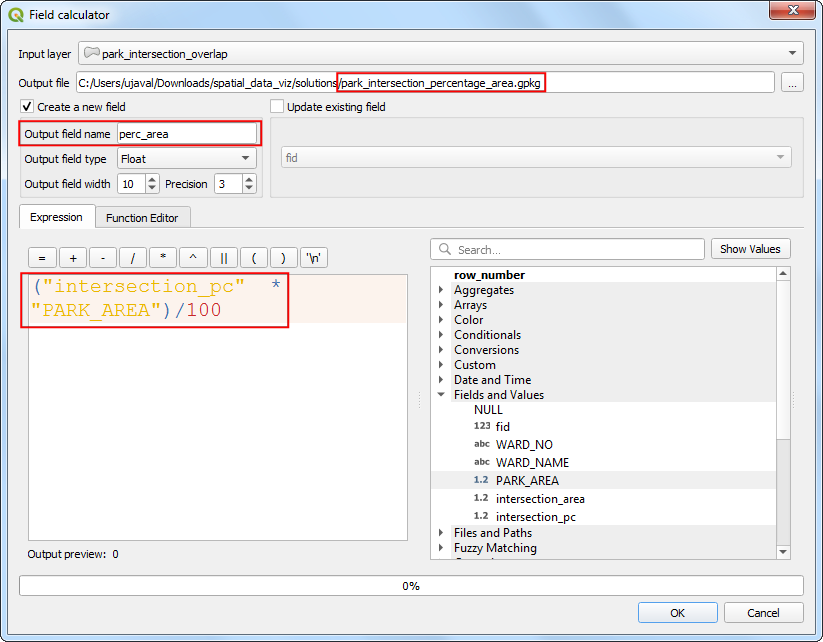 Field calculator
Input layer park_intersection_overlap
Output file C:/Users/ujaval/Downloads/spatial_data_viz/solutions/park_intersection_percentage_area.gpkg ...
Create a new field Update existing field
Output field name perc_area
Output field type Float fid
Output field width 10 Precision 3
Expression Function Editor
= + - / * ^ || ( ) '\n' Search... Show Values
("intersection_pc" *
"PARK_AREA")/100
row_number
Aggregates
Arrays
Color
Conditionals
Conversions
Custom
Date and Time
Fields and Values
NULL
123 fid
abc WARD_NO
abc WARD_NAME
1.2 PARK_AREA
1.2 intersection_area
1.2 intersection_pc
Files and Paths
Fuzzy Matching
Output preview: 0
0%
OK Cancel